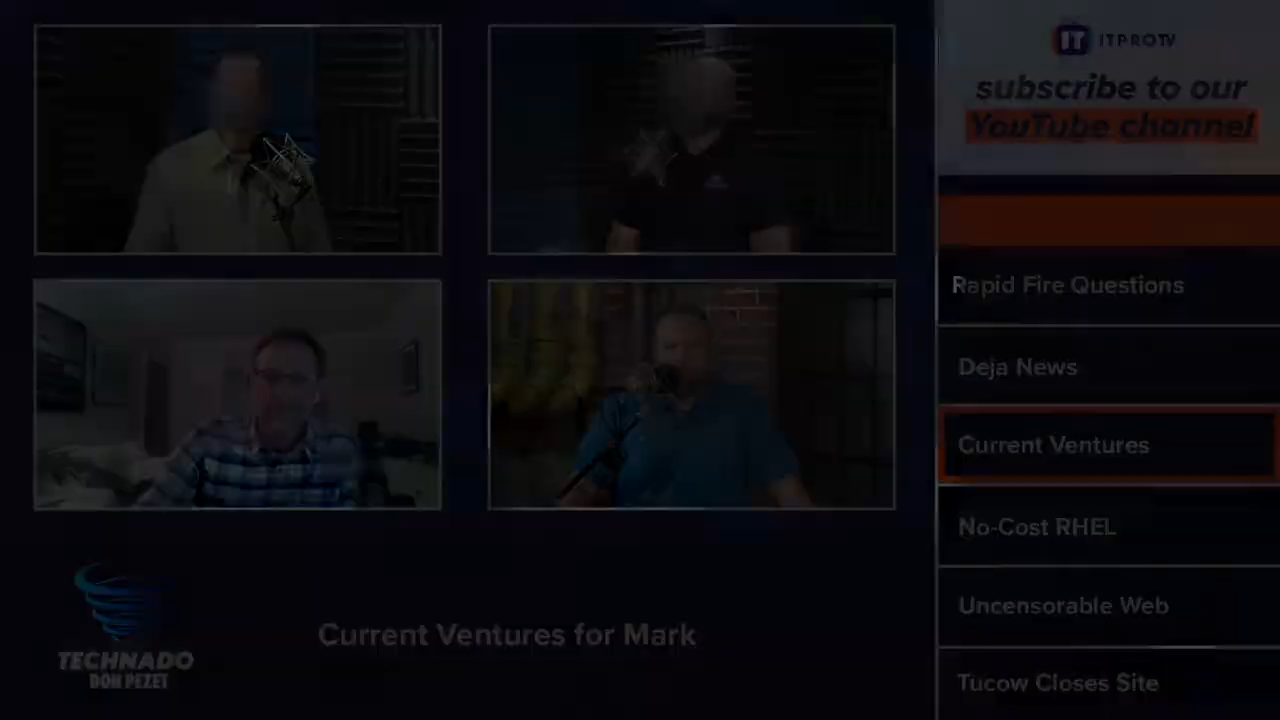 IT ITPROTV
subscribe to our
YouTube channel
Rapid Fire Questions
Deja News
Current Ventures
No-Cost RHEL
Uncensorable Web
Tucow Closes Site
Current Ventures for Mark
TECHNADO
DON PEZET